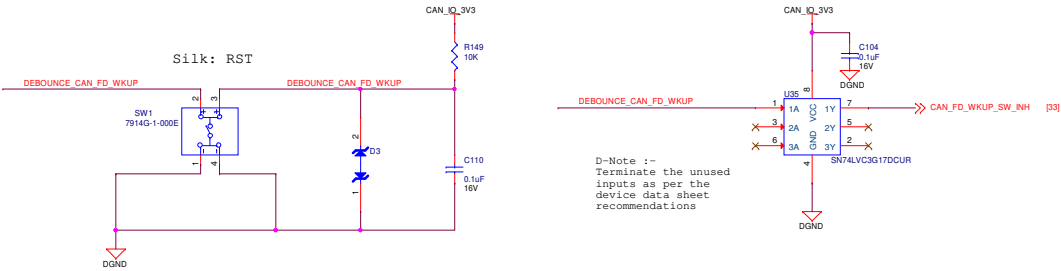 CAN_IO_3V3
R149
10K
Silk: RST
DEBOUNCE_CAN_FD_WKUP
DEBOUNCE_CAN_FD_WKUP
2
3
SW1
7914G-1-000E
1
4
2
D3
1
C110
0.1uF
16V
DGND
CAN_IO_3V3
C104
0.1uF
16V
DGND
8
U35
DEBOUNCE_CAN_FD_WKUP
1
1A
VCC
1Y
7
CAN_FD_WKUP_SW_INH
[33]
3
2A
2Y
5
6
3A
GND
3Y
2
SN74LVC3G17DCUR
4
D-Note :-
Terminate the unused
inputs as per the
device data sheet
recommendations
DGND